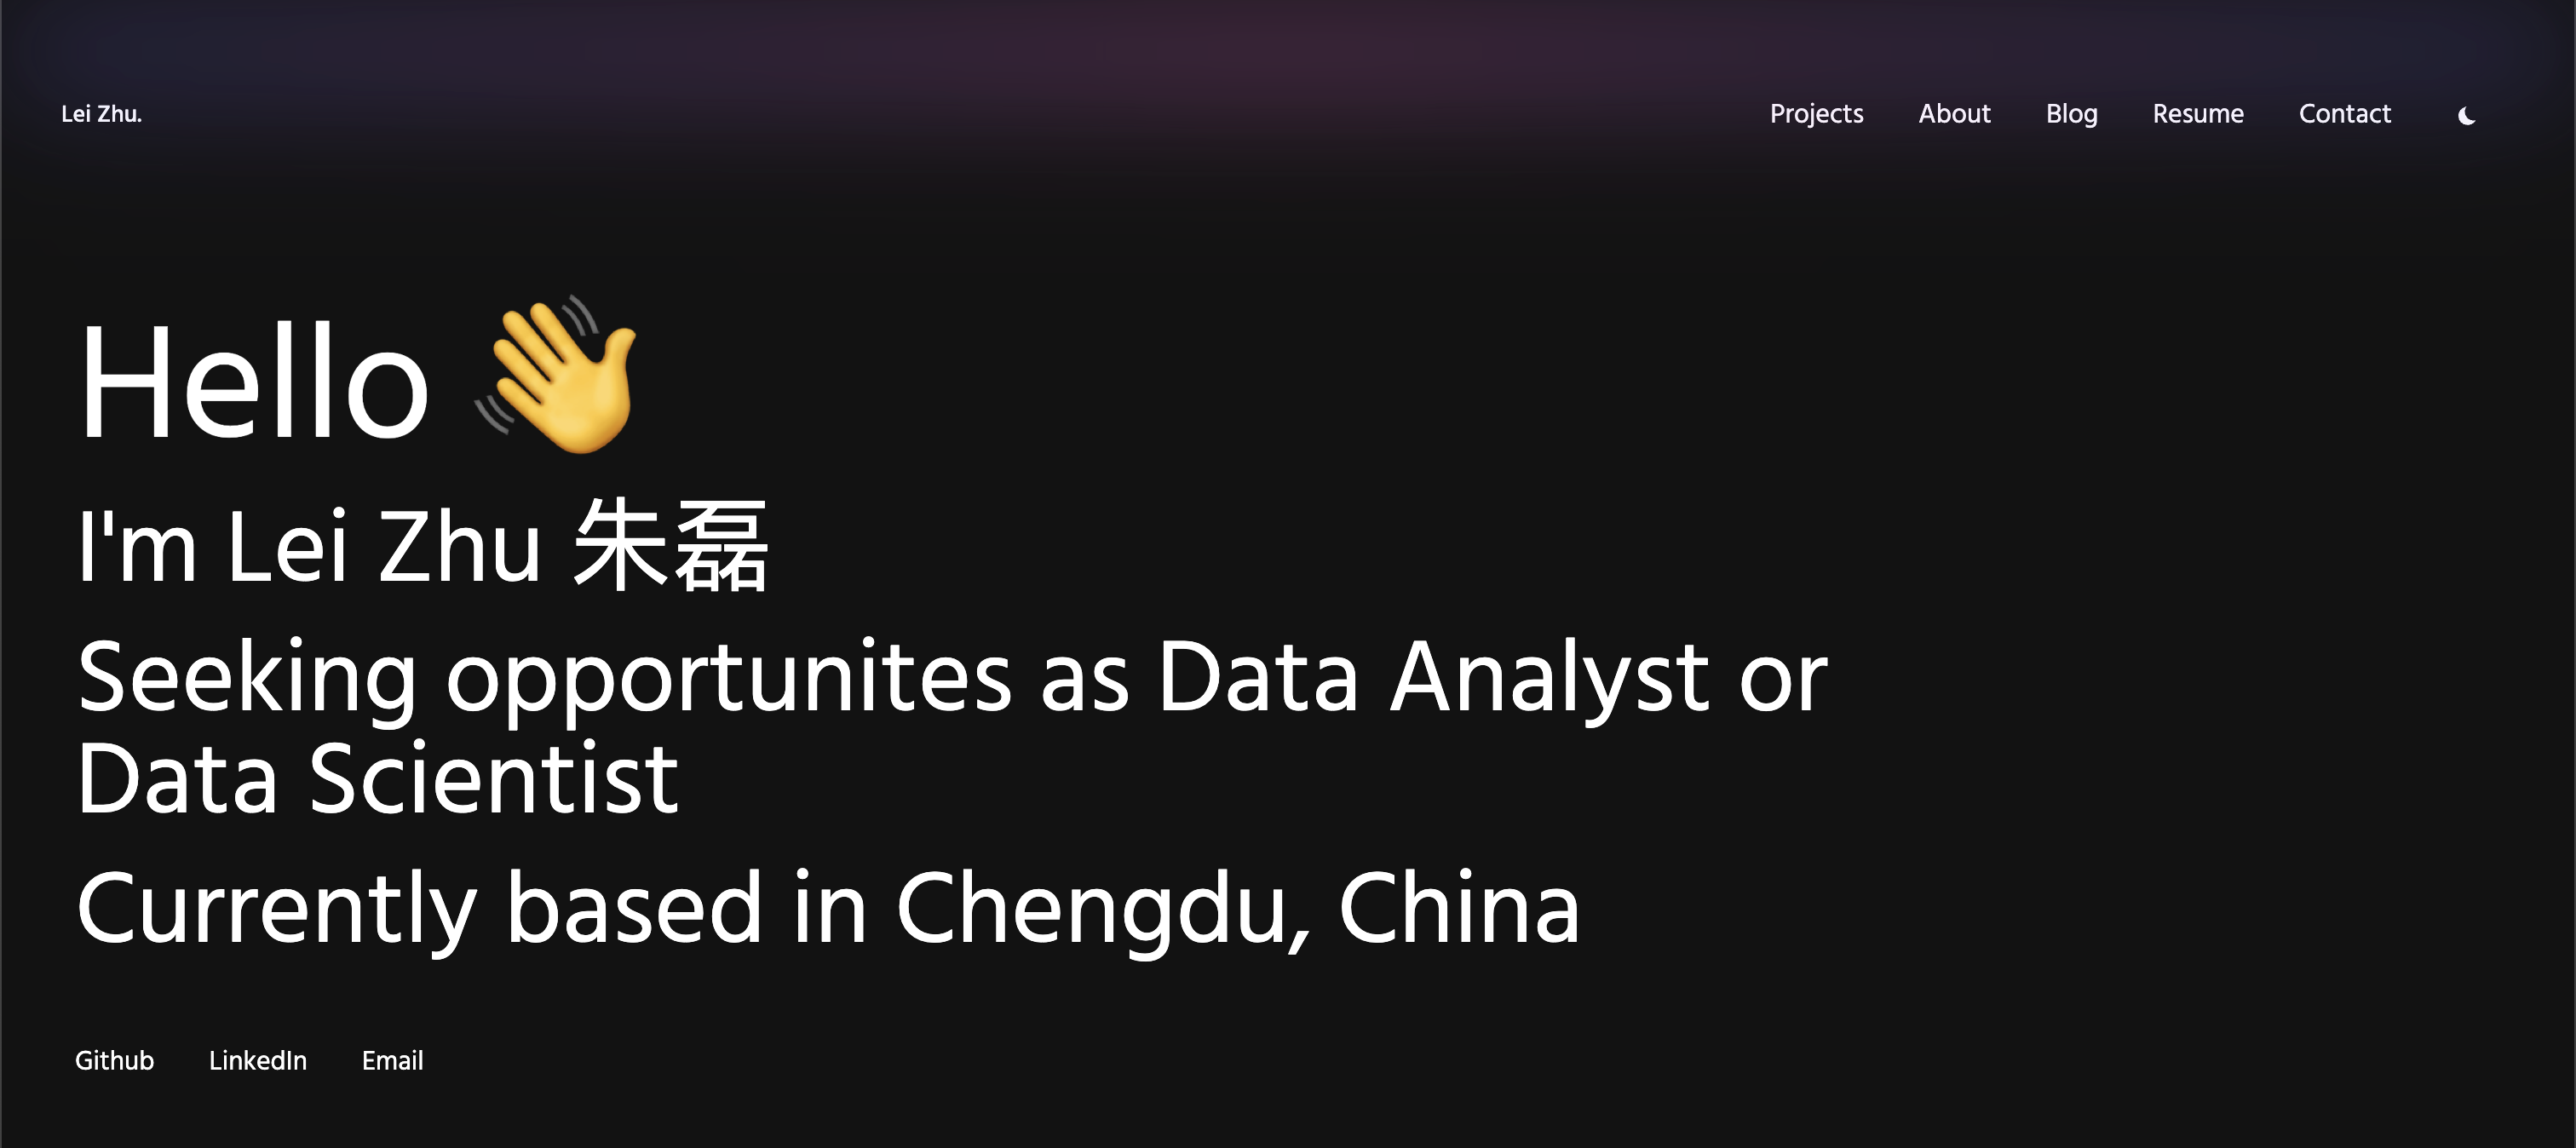 Lei Zhu.
Projects About Blog Resume Contact
Hello 👋
I'm Lei Zhu 朱磊
Seeking opportunites as Data Analyst or
Data Scientist
Currently based in Chengdu, China
Github LinkedIn Email